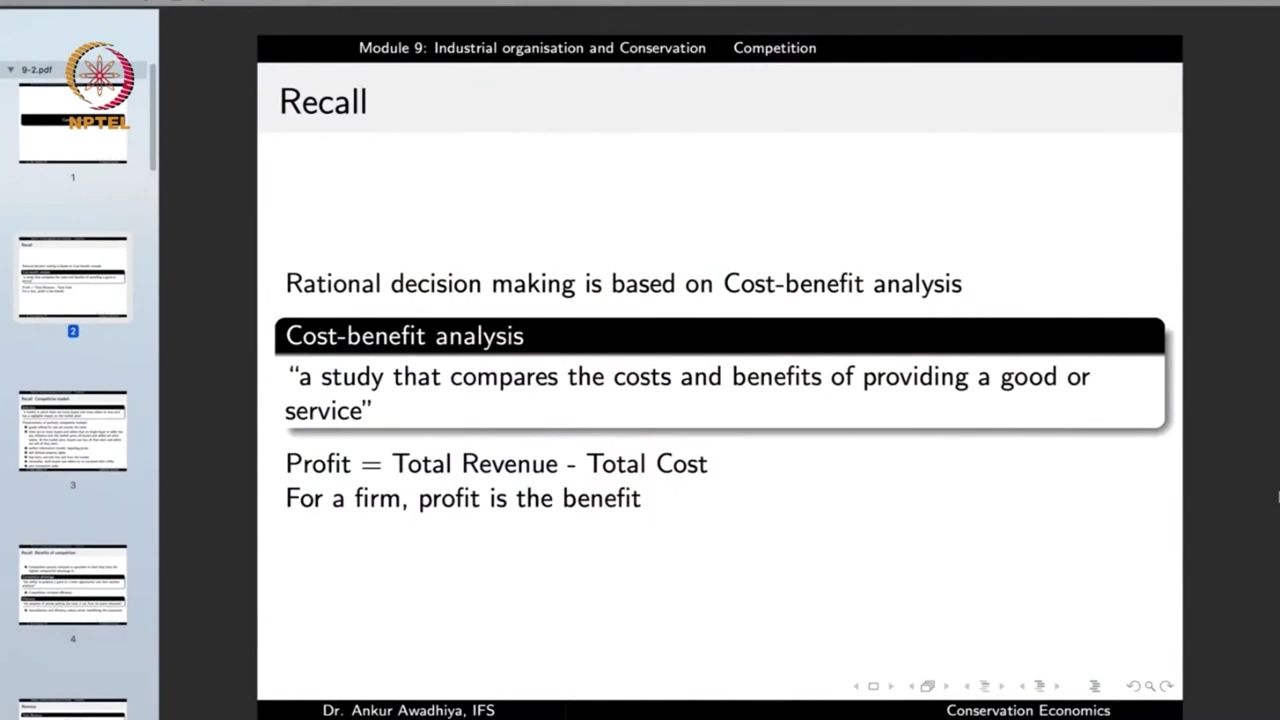 9-2.pdf
NPTEL
1
2
3
4
Module 9: Industrial organisation and Conservation Competition
Recall
Rational decision making is based on Cost-benefit analysis
Cost-benefit analysis
“a study that compares the costs and benefits of providing a good or
service”
Profit = Total Revenue - Total Cost
For a firm, profit is the benefit
Dr. Ankur Awadhiya, IFS Conservation Economics